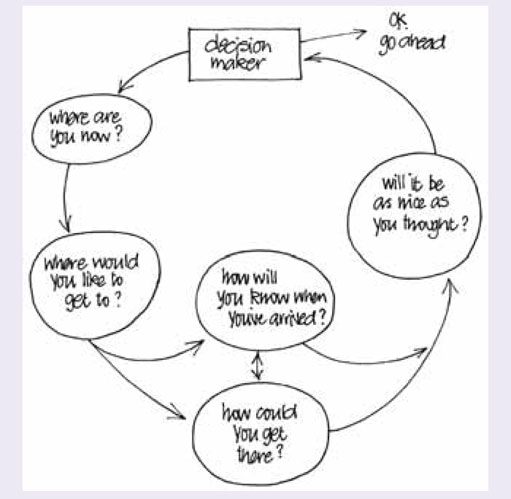 decision
maker
OK.
go ahead
where are
you now?
where would
you like to
get to?
how will
you know when
you've arrived?
how could
you get
there?
will it be
as nice as
you thought?